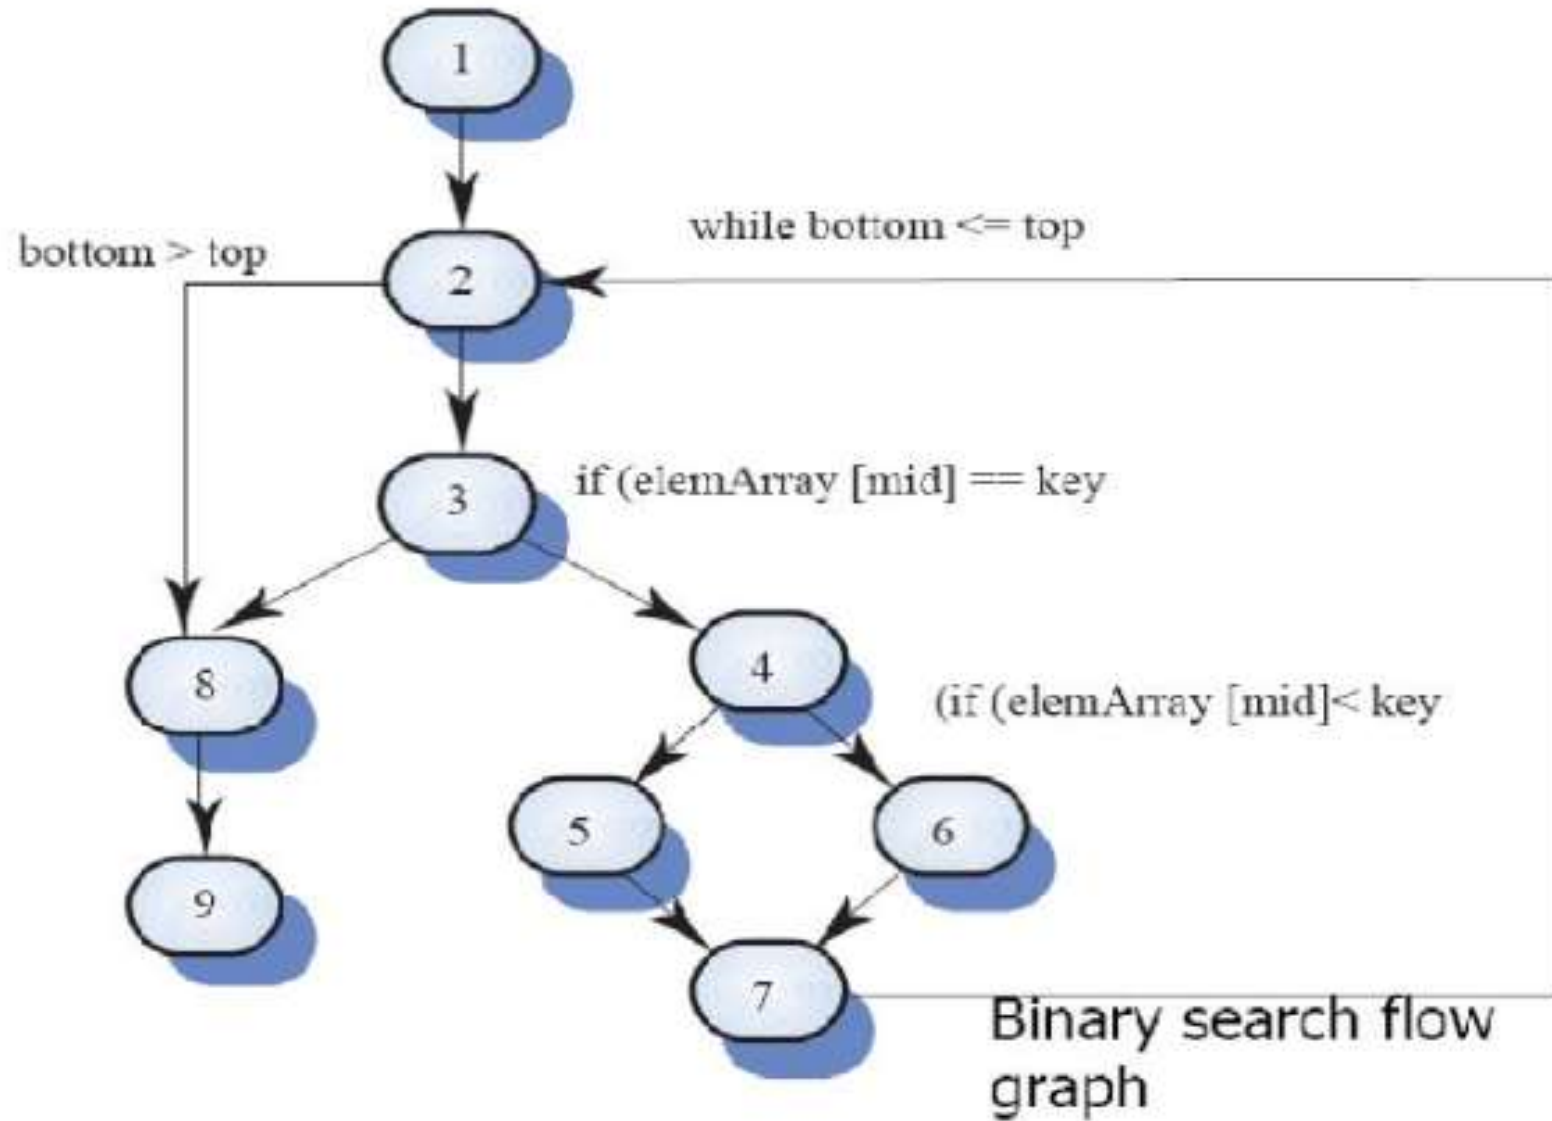 1
while bottom <= top
bottom > top
2
3
if (elemArray [mid] == key
8
4
(if (elemArray [mid]< key
5
6
9
7
Binary search flow
graph